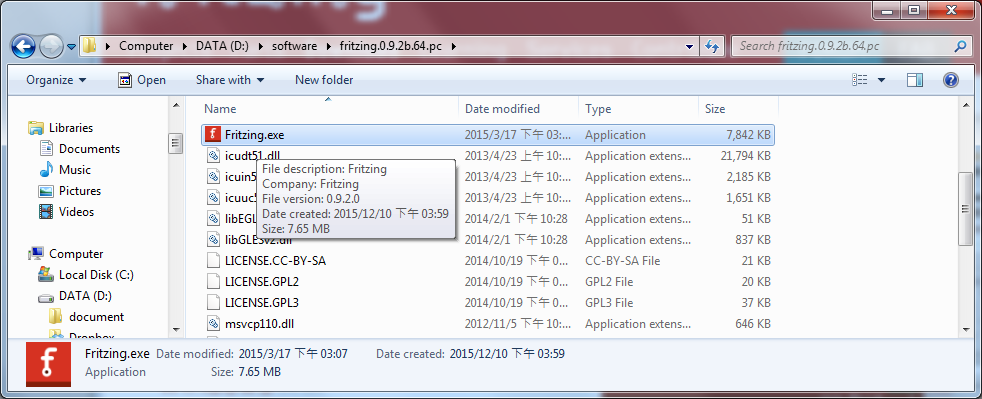 Computer ▸ DATA (D:) ▸ software ▸ fritzing.0.9.2b.64.pc ▸
Search fritzing.0.9.2b.64.pc
Organize Open Share with New folder
Libraries
Documents
Music
Pictures
Videos
Computer
Local Disk (C:)
DATA (D:)
document
Dropbox
Name Date modified Type Size
Fritzing.exe 2015/3/17 下午 03:... Application 7,842 KB
icudt51.dll 2013/4/23 上午 10:... Application extens... 21,794 KB
icuin5 2013/4/23 上午 10:... Application extens... 2,185 KB
icuuc5 2013/4/23 上午 10:... Application extens... 1,651 KB
libEGL 2014/2/1 下午 10:28 Application extens... 51 KB
libGLESv2.dll 2014/2/1 下午 10:28 Application extens... 837 KB
LICENSE.CC-BY-SA 2014/10/19 下午 0... CC-BY-SA File 21 KB
LICENSE.GPL2 2014/10/19 下午 0... GPL2 File 20 KB
LICENSE.GPL3 2014/10/19 下午 0... GPL3 File 37 KB
msvcp110.dll 2012/11/5 下午 10:... Application extens... 646 KB
File description: Fritzing
Company: Fritzing
File version: 0.9.2.0
Date created: 2015/12/10 下午 03:59
Size: 7.65 MB
Fritzing.exe Date modified: 2015/3/17 下午 03:07 Date created: 2015/12/10 下午 03:59
Application Size: 7.65 MB